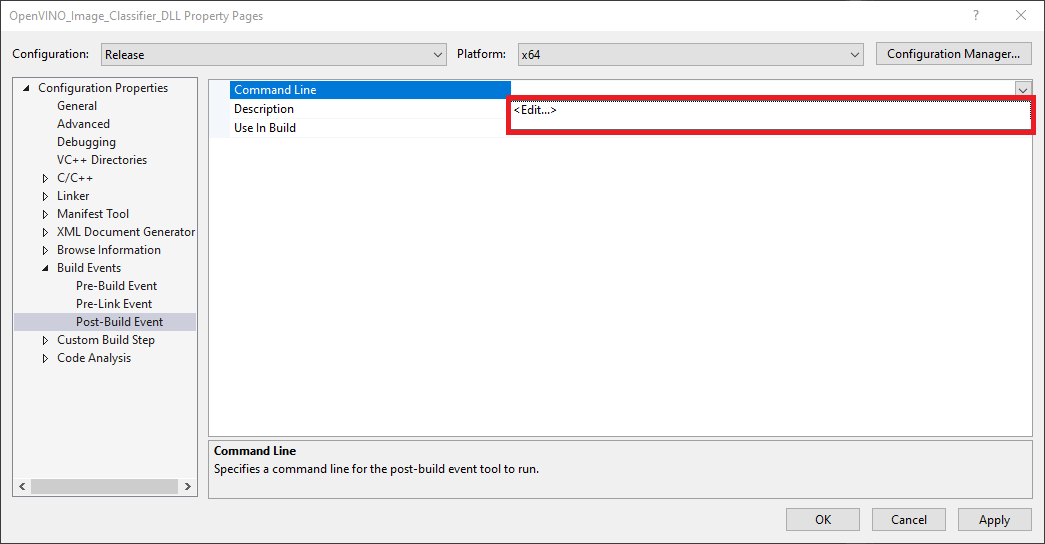 OpenVINO_Image_Classifier_DLL Property Pages
Configuration: Release Platform: x64 Configuration Manager...
Configuration Properties
General
Advanced
Debugging
VC++ Directories
C/C++
Linker
Manifest Tool
XML Document Generator
Browse Information
Build Events
Pre-Build Event
Pre-Link Event
Post-Build Event
Custom Build Step
Code Analysis
Command Line
Description
<Edit...>
Use In Build
Command Line
Specifies a command line for the post-build event tool to run.
OK Cancel Apply